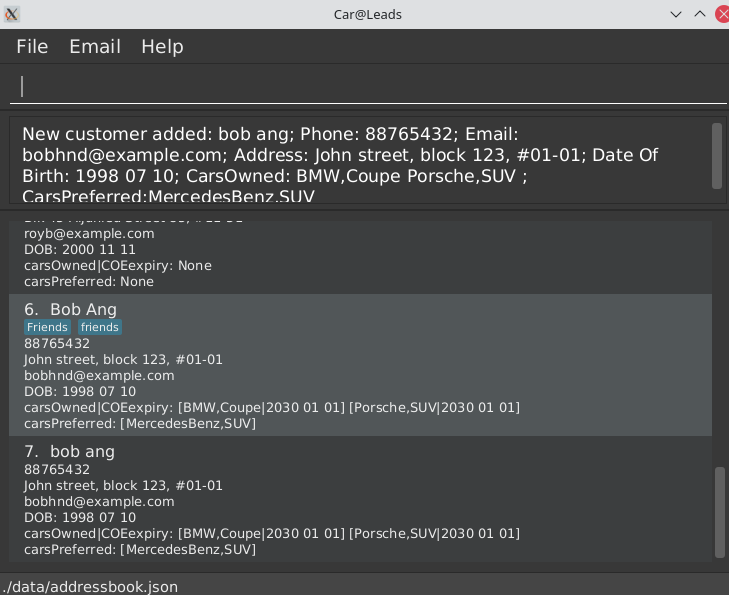 Car@Leads
File Email Help
New customer added: bob ang; Phone: 88765432; Email:
bobhnd@example.com; Address: John street, block 123, #01-01; Date Of
Birth: 1998 07 10; CarsOwned: BMW,Coupe Porsche,SUV ;
CarsPreferred:MercedesBenz,SUV
royb@example.com
DOB: 2000 11 11
carsOwned|COEexpiry: None
carsPreferred: None
6. Bob Ang
Friends friends
88765432
John street, block 123, #01-01
bobhnd@example.com
DOB: 1998 07 10
carsOwned|COEexpiry: [BMW,Coupe|2030 01 01] [Porsche,SUV|2030 01 01]
carsPreferred: [MercedesBenz,SUV]
7. bob ang
88765432
John street, block 123, #01-01
bobhnd@example.com
DOB: 1998 07 10
carsOwned|COEexpiry: [BMW,Coupe|2030 01 01] [Porsche,SUV|2030 01 01]
carsPreferred: [MercedesBenz,SUV]
./data/addressbook.json